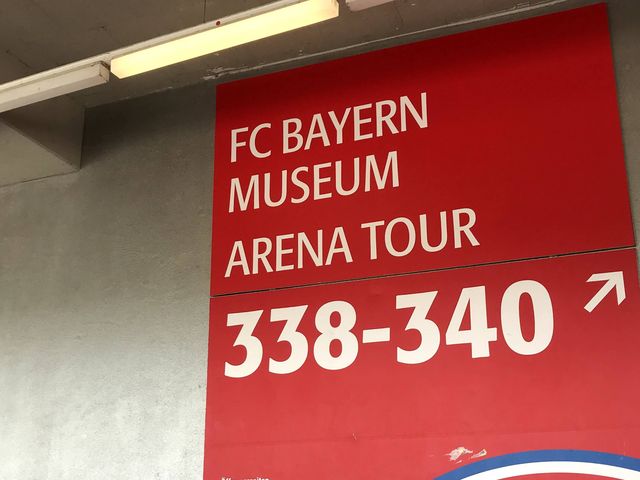 FC BAYERN
MUSEUM
ARENA TOUR
338-340